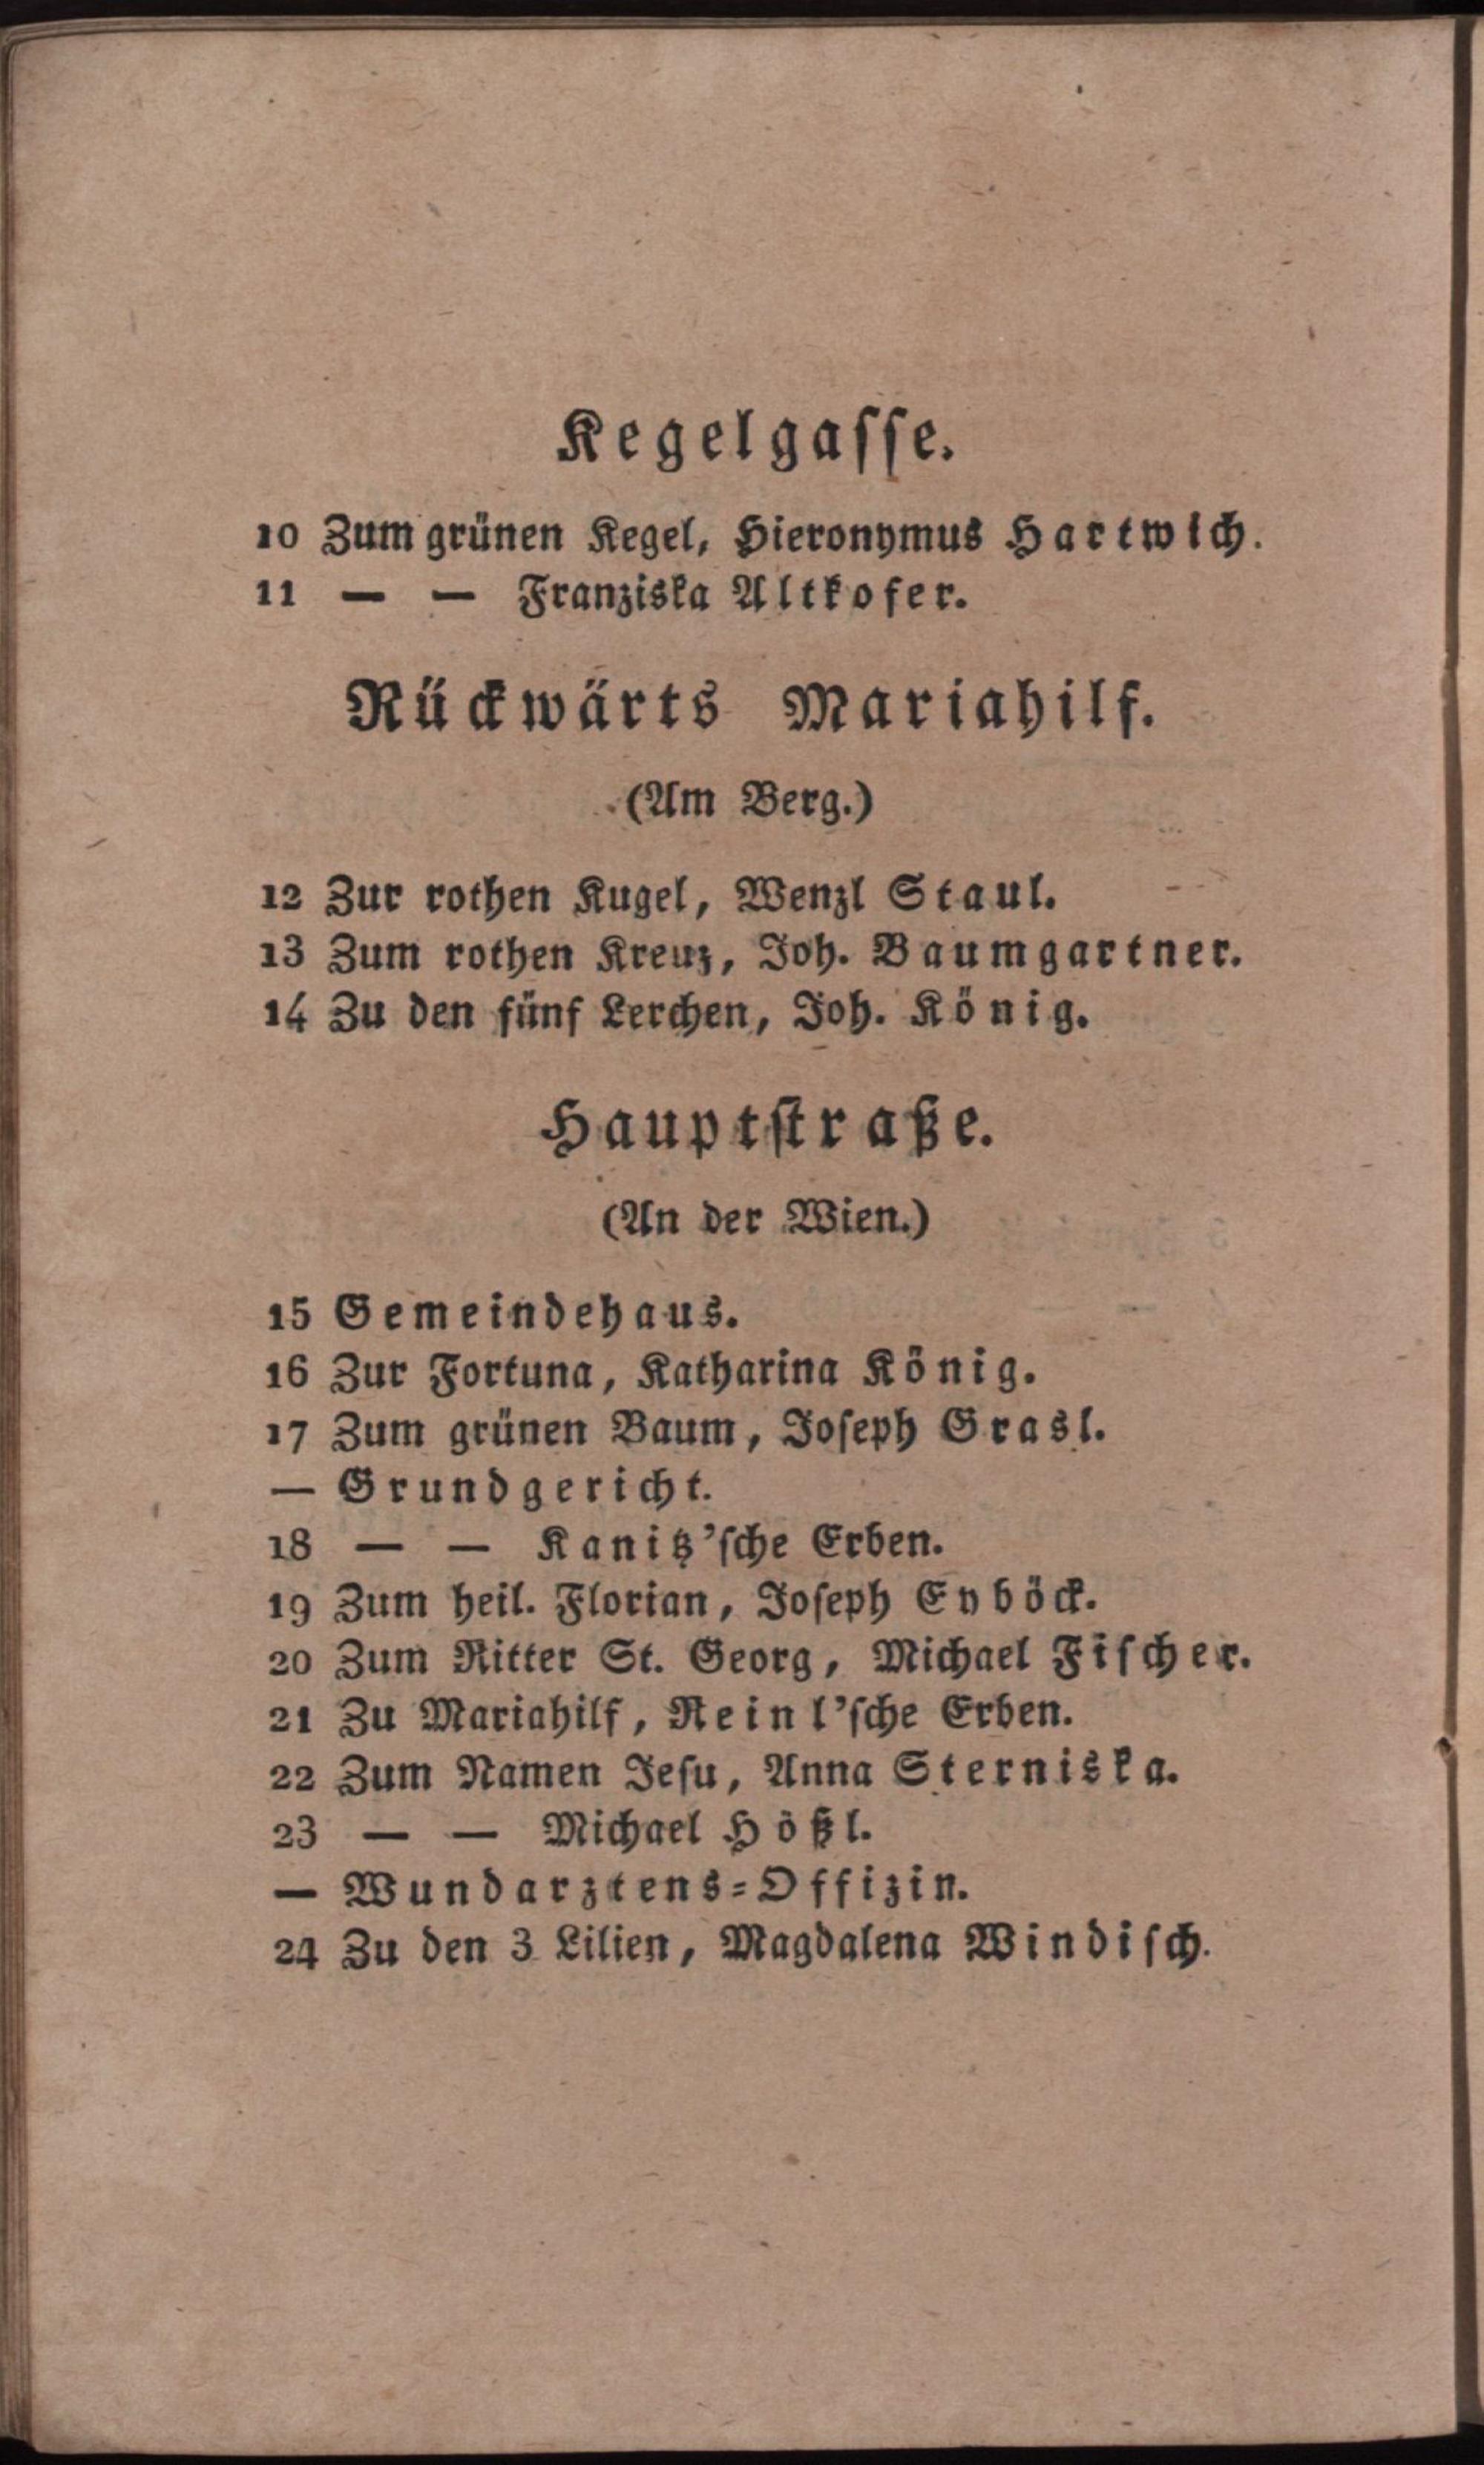 Kegelgasse.
10 Zum grünen Kegel, Hieronymus Hartwich.
11 — — Franziska Altkofer.
Rückwärts Mariahilf.
(Am Berg.)
12 Zur rothen Kugel, Wenzl Staul.
13 Zum rothen Kreuz, Joh. Baumgartner.
14 Zu den fünf Lerchen, Joh. König.
Hauptstraße.
(An der Wien.)
15 Gemeindehaus.
16 Zur Fortuna, Katharina König.
17 Zum grünen Baum, Joseph Grasl.
— Grundgericht.
18 — — Kanitz'sche Erben.
19 Zum heil. Florian, Joseph Eyböck.
20 Zum Ritter St. Georg, Michael Fischer.
21 Zu Mariahilf, Reinl'sche Erben.
22 Zum Namen Jesu, Anna Sterniska.
23 — — Michael Hößl.
— Wundarztens-Offizin.
24 Zu den 3 Lilien, Magdalena Windisch.